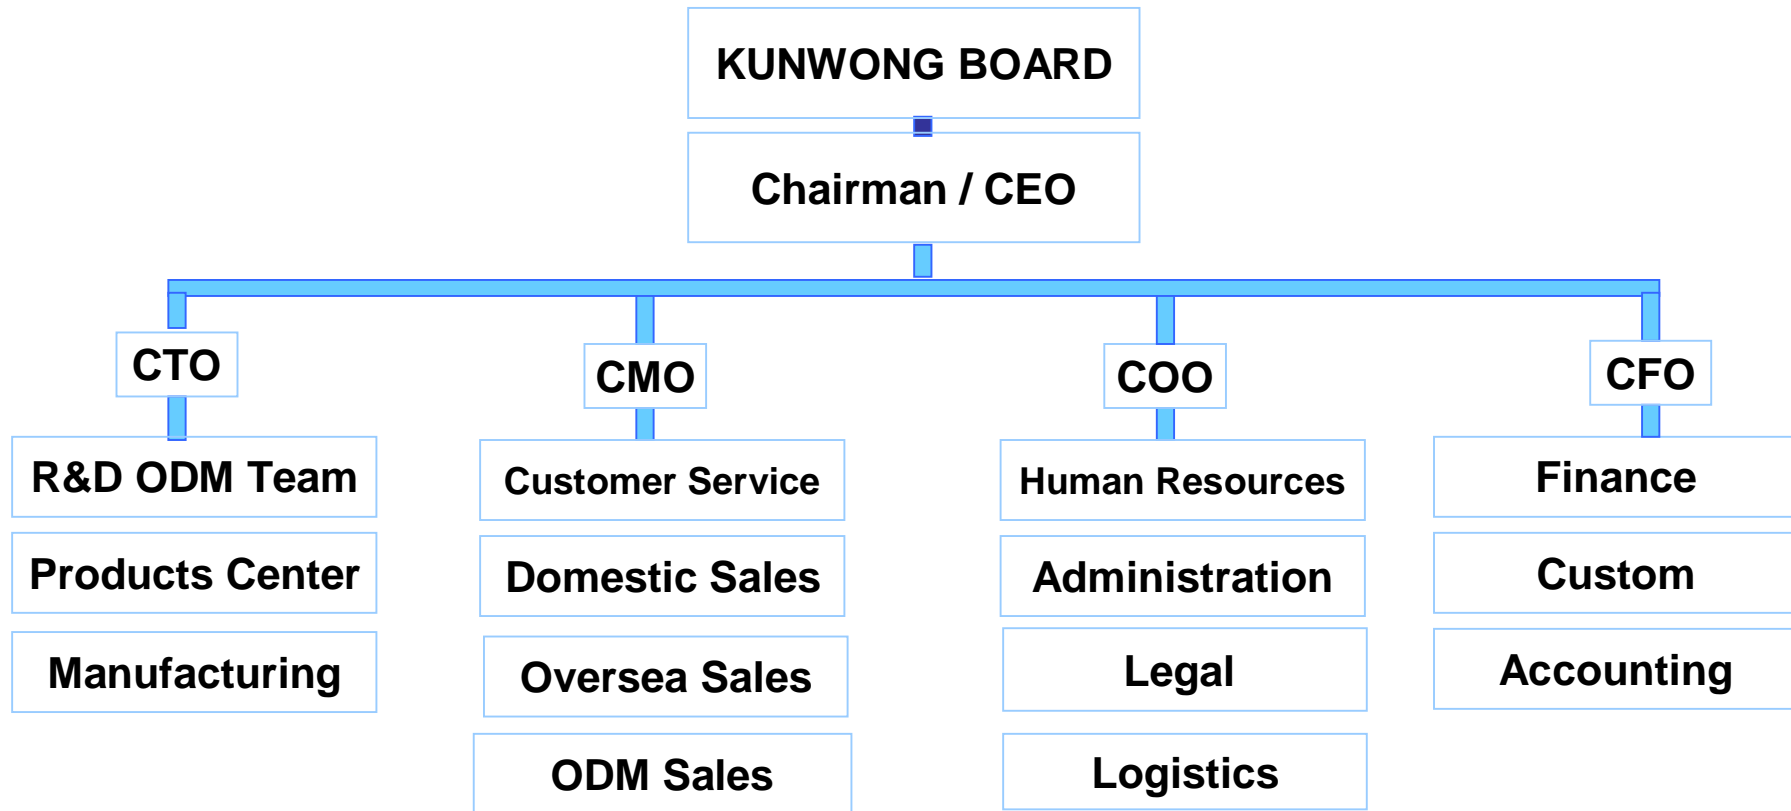 KUNWONG BOARD
Chairman / CEO
CTO
CMO
COO
CFO
R&D ODM Team
Customer Service
Human Resources
Finance
Products Center
Domestic Sales
Administration
Custom
Manufacturing
Oversea Sales
Legal
Accounting
ODM Sales
Logistics